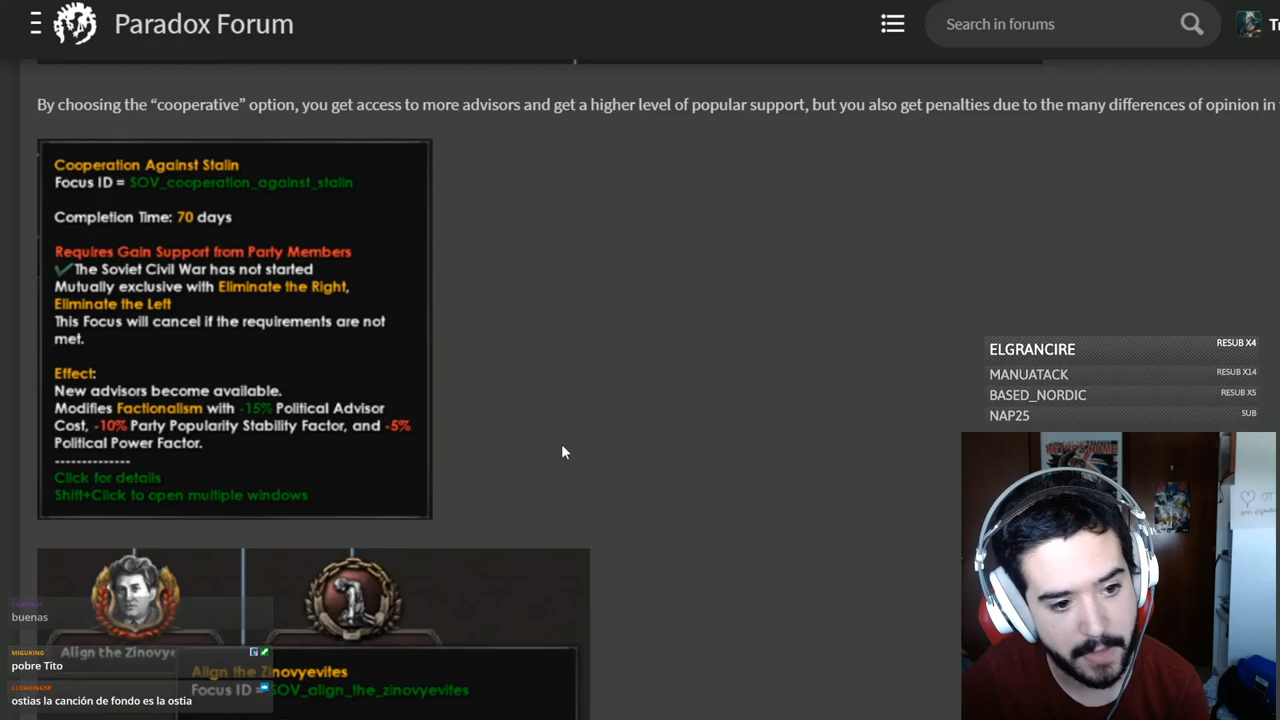 Paradox Forum
Search in forums
By choosing the “cooperative” option, you get access to more advisors and get a higher level of popular support, but you also get penalties due to the many differences of opinion in
Cooperation Against Stalin
Focus ID = SOV_cooperation_against_stalin
Completion Time: 70 days
Requires Gain Support from Party Members
The Soviet Civil War has not started
Mutually exclusive with Eliminate the Right,
Eliminate the Left
This Focus will cancel if the requirements are not
met.
Effect:
New advisors become available.
Modifies Factionalism with -15% Political Advisor
Cost, -10% Party Popularity Stability Factor, and -5%
Political Power Factor.
--------------
Click for details
Shift+Click to open multiple windows
ELGRANCIRE RESUB X4
MANUATACK RESUB X14
BASED_NORDIC RESUB X5
NAP25 SUB
buenas
MIGUKING
pobre Tito
ostias la canción de fondo es la ostia
Align the Zinovye
Align the Zinovyevites
Focus ID = SOV_align_the_zinovyevites